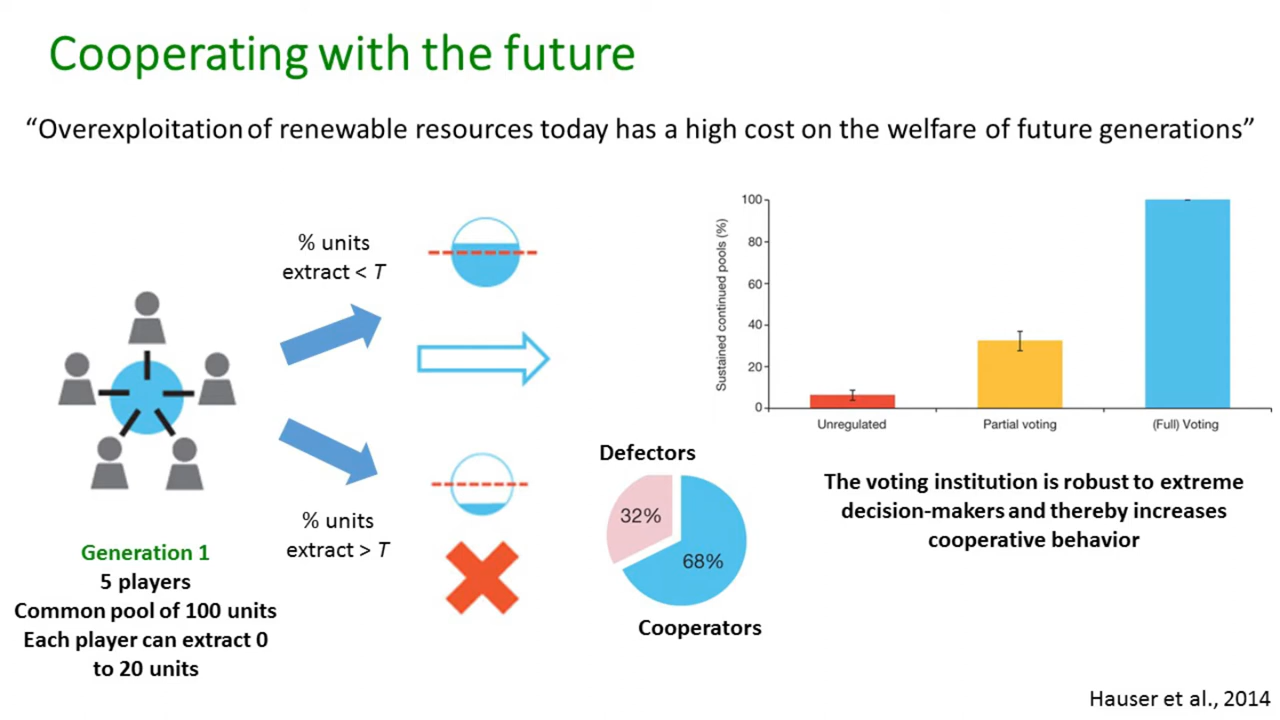 Cooperating with the future
“Overexploitation of renewable resources today has a high cost on the welfare of future generations”
% units
extract < T
% units
extract > T
Generation 1
5 players
Common pool of 100 units
Each player can extract 0
to 20 units
Defectors
32%
68%
Cooperators
Sustained continued pools (%)
100
80
60
40
20
0
Unregulated
Partial voting
(Full) Voting
The voting institution is robust to extreme
decision-makers and thereby increases
cooperative behavior
Hauser et al., 2014